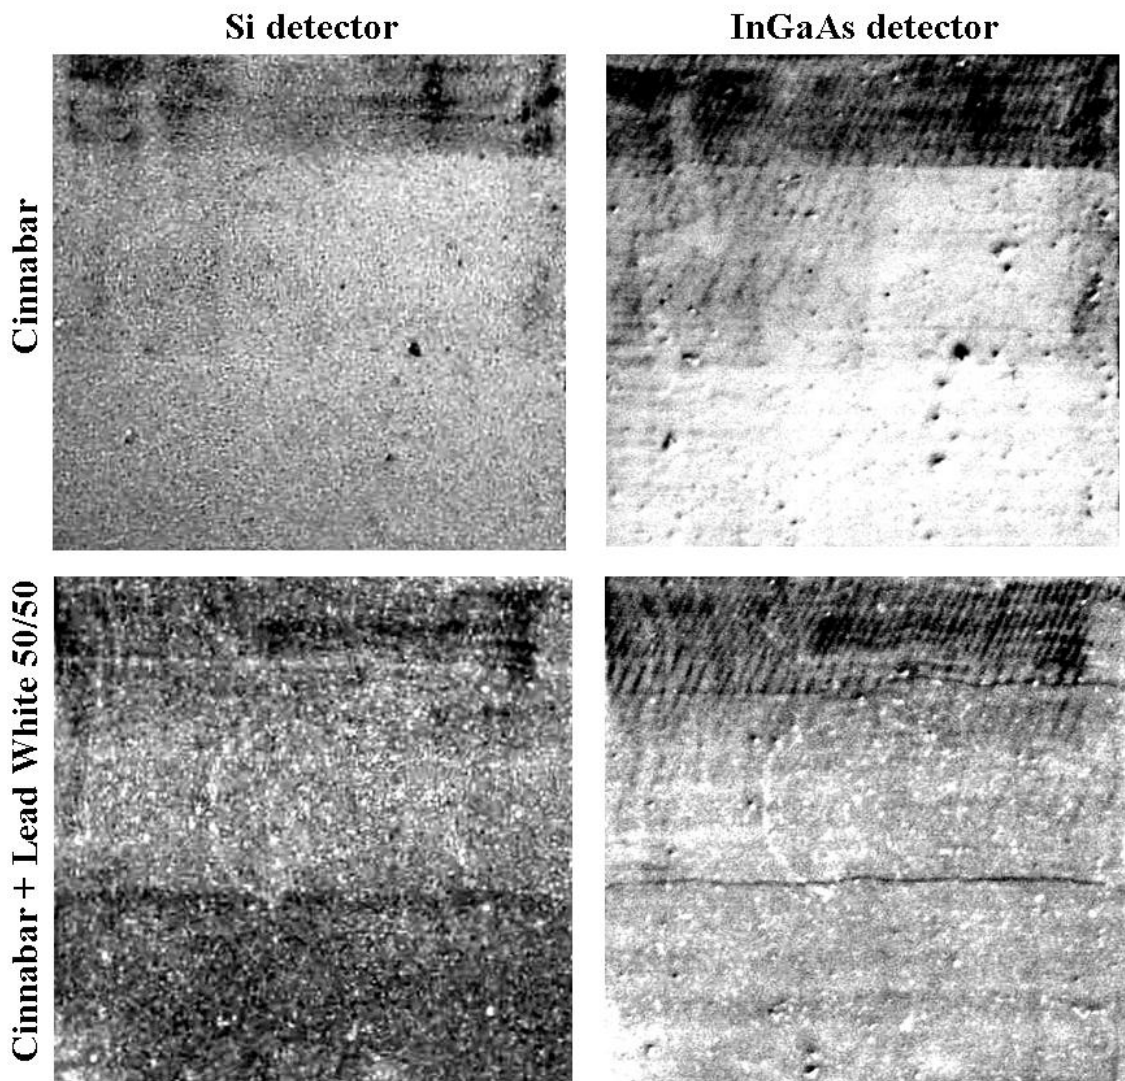 Si detector
InGaAs detector
Cinnabar
Cinnabar + Lead White 50/50